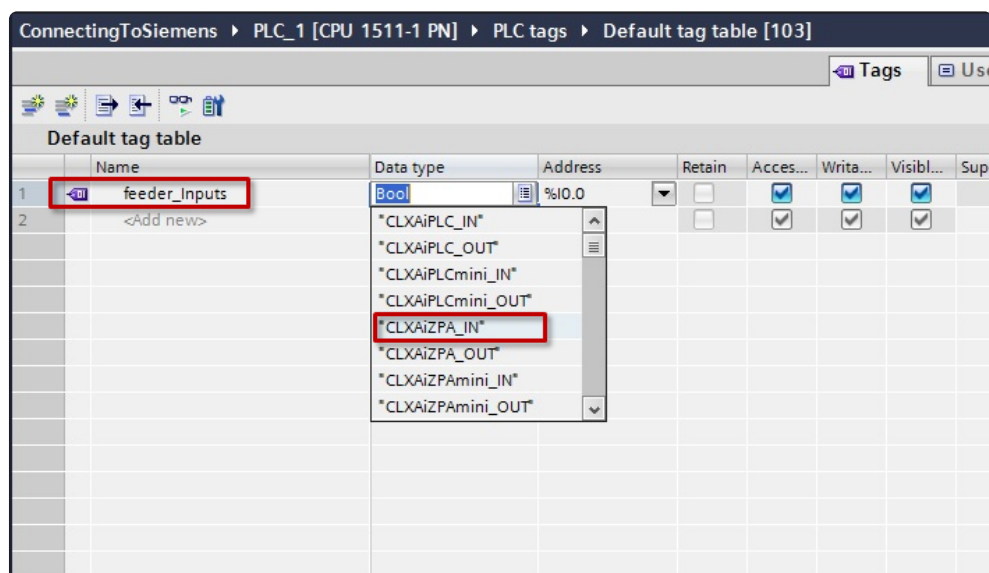 ConnectingToSiemens ▸ PLC_1 [CPU 1511-1 PN] ▸ PLC tags ▸ Default tag table [103]
Tags Use
Default tag table
Name Data type Address Retain Acces... Writa... Visibl... Sup
1 feeder_Inputs Bool %I0.0
2 <Add new> "CLXAiPLC_IN"
"CLXAiPLC_OUT"
"CLXAiPLCmini_IN"
"CLXAiPLCmini_OUT"
"CLXAiZPA_IN"
"CLXAiZPA_OUT"
"CLXAiZPAmini_IN"
"CLXAiZPAmini_OUT"